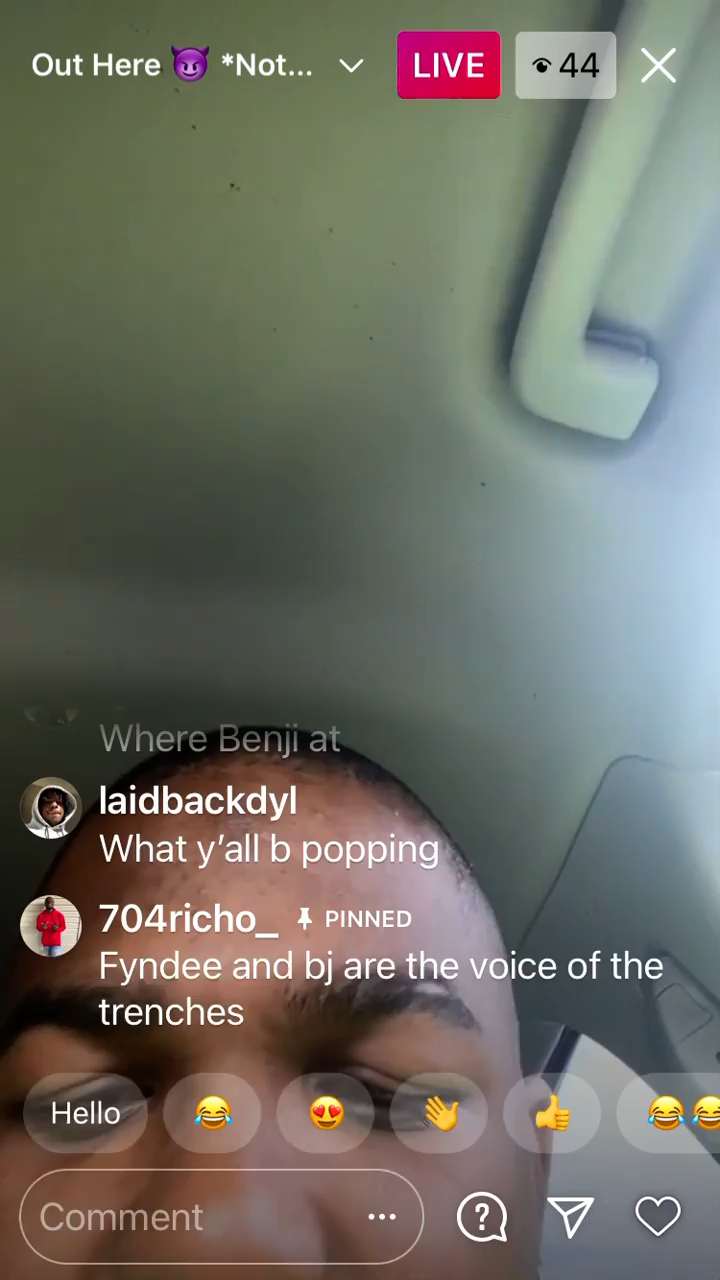 Out Here 😈 *Not...
LIVE
44
Where Benji at
laidbackdyl
What y'all b popping
704richo_ PINNED
Fyndee and bj are the voice of the
trenches
Hello 😂 😍 👋 👍 😂😂
Comment ...